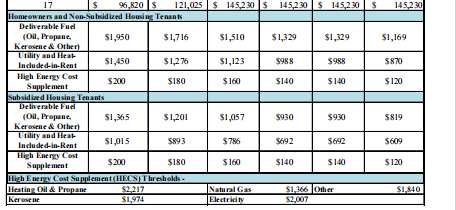 17 $ 96,820 $ 121,025 $ 145,230 $ 145,230 $ 145,230 $ 145,230
Homeowners and Non-Subsidized Housing Tenants
Deliverable Fuel
(Oil, Propane, $1,950 $1,716 $1,510 $1,329 $1,329 $1,169
Kerosene & Other)
Utility and Heat- $1,450 $1,276 $1,123 $988 $988 $870
Included-in-Rent
High Energy Cost $200 $180 $160 $140 $140 $120
Supplement
Subsidized Housing Tenants
Deliverable Fuel
(Oil, Propane, $1,365 $1,201 $1,057 $930 $930 $819
Kerosene & Other)
Utility and Heat- $1,015 $893 $786 $692 $692 $609
Included-in-Rent
High Energy Cost $200 $180 $160 $140 $140 $120
Supplement
High Energy Cost Supplement (HECS) Thresholds -
Heating Oil & Propane $2,217 Natural Gas $1,366 Other $1,840
Kerosene $1,974 Electricity $2,007